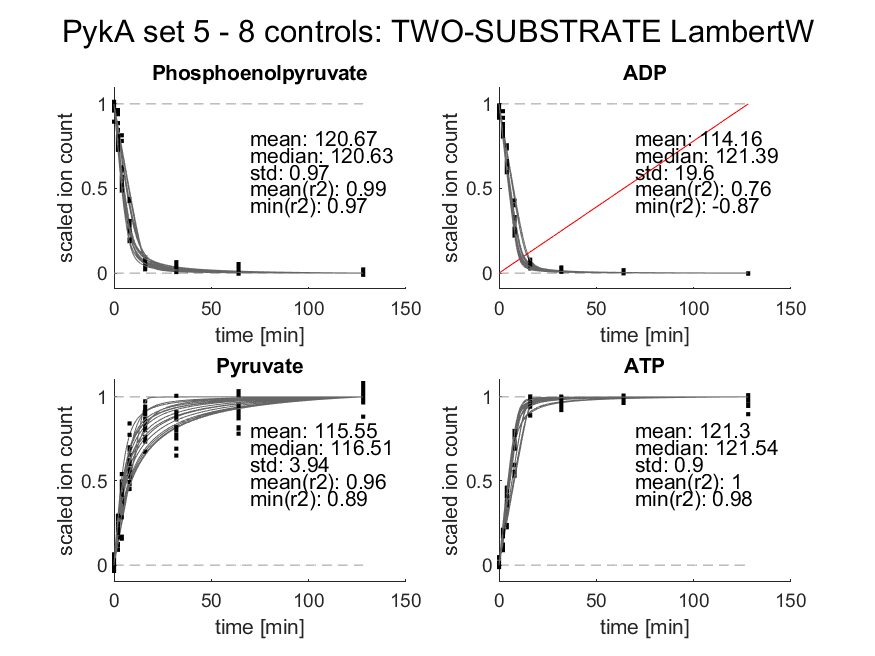 PykA set 5 - 8 controls: TWO-SUBSTRATE LambertW
Phosphoenolpyruvate
1
0.5
0
scaled ion count
mean: 120.67
median: 120.63
std: 0.97
mean(r2): 0.99
min(r2): 0.97
0 50 100 150
time [min]
ADP
1
0.5
0
scaled ion count
mean: 114.16
median: 121.39
std: 19.6
mean(r2): 0.76
min(r2): -0.87
0 50 100 150
time [min]
Pyruvate
1
0.5
0
scaled ion count
mean: 115.55
median: 116.51
std: 3.94
mean(r2): 0.96
min(r2): 0.89
0 50 100 150
time [min]
ATP
1
0.5
0
scaled ion count
mean: 121.3
median: 121.54
std: 0.9
mean(r2): 1
min(r2): 0.98
0 50 100 150
time [min]